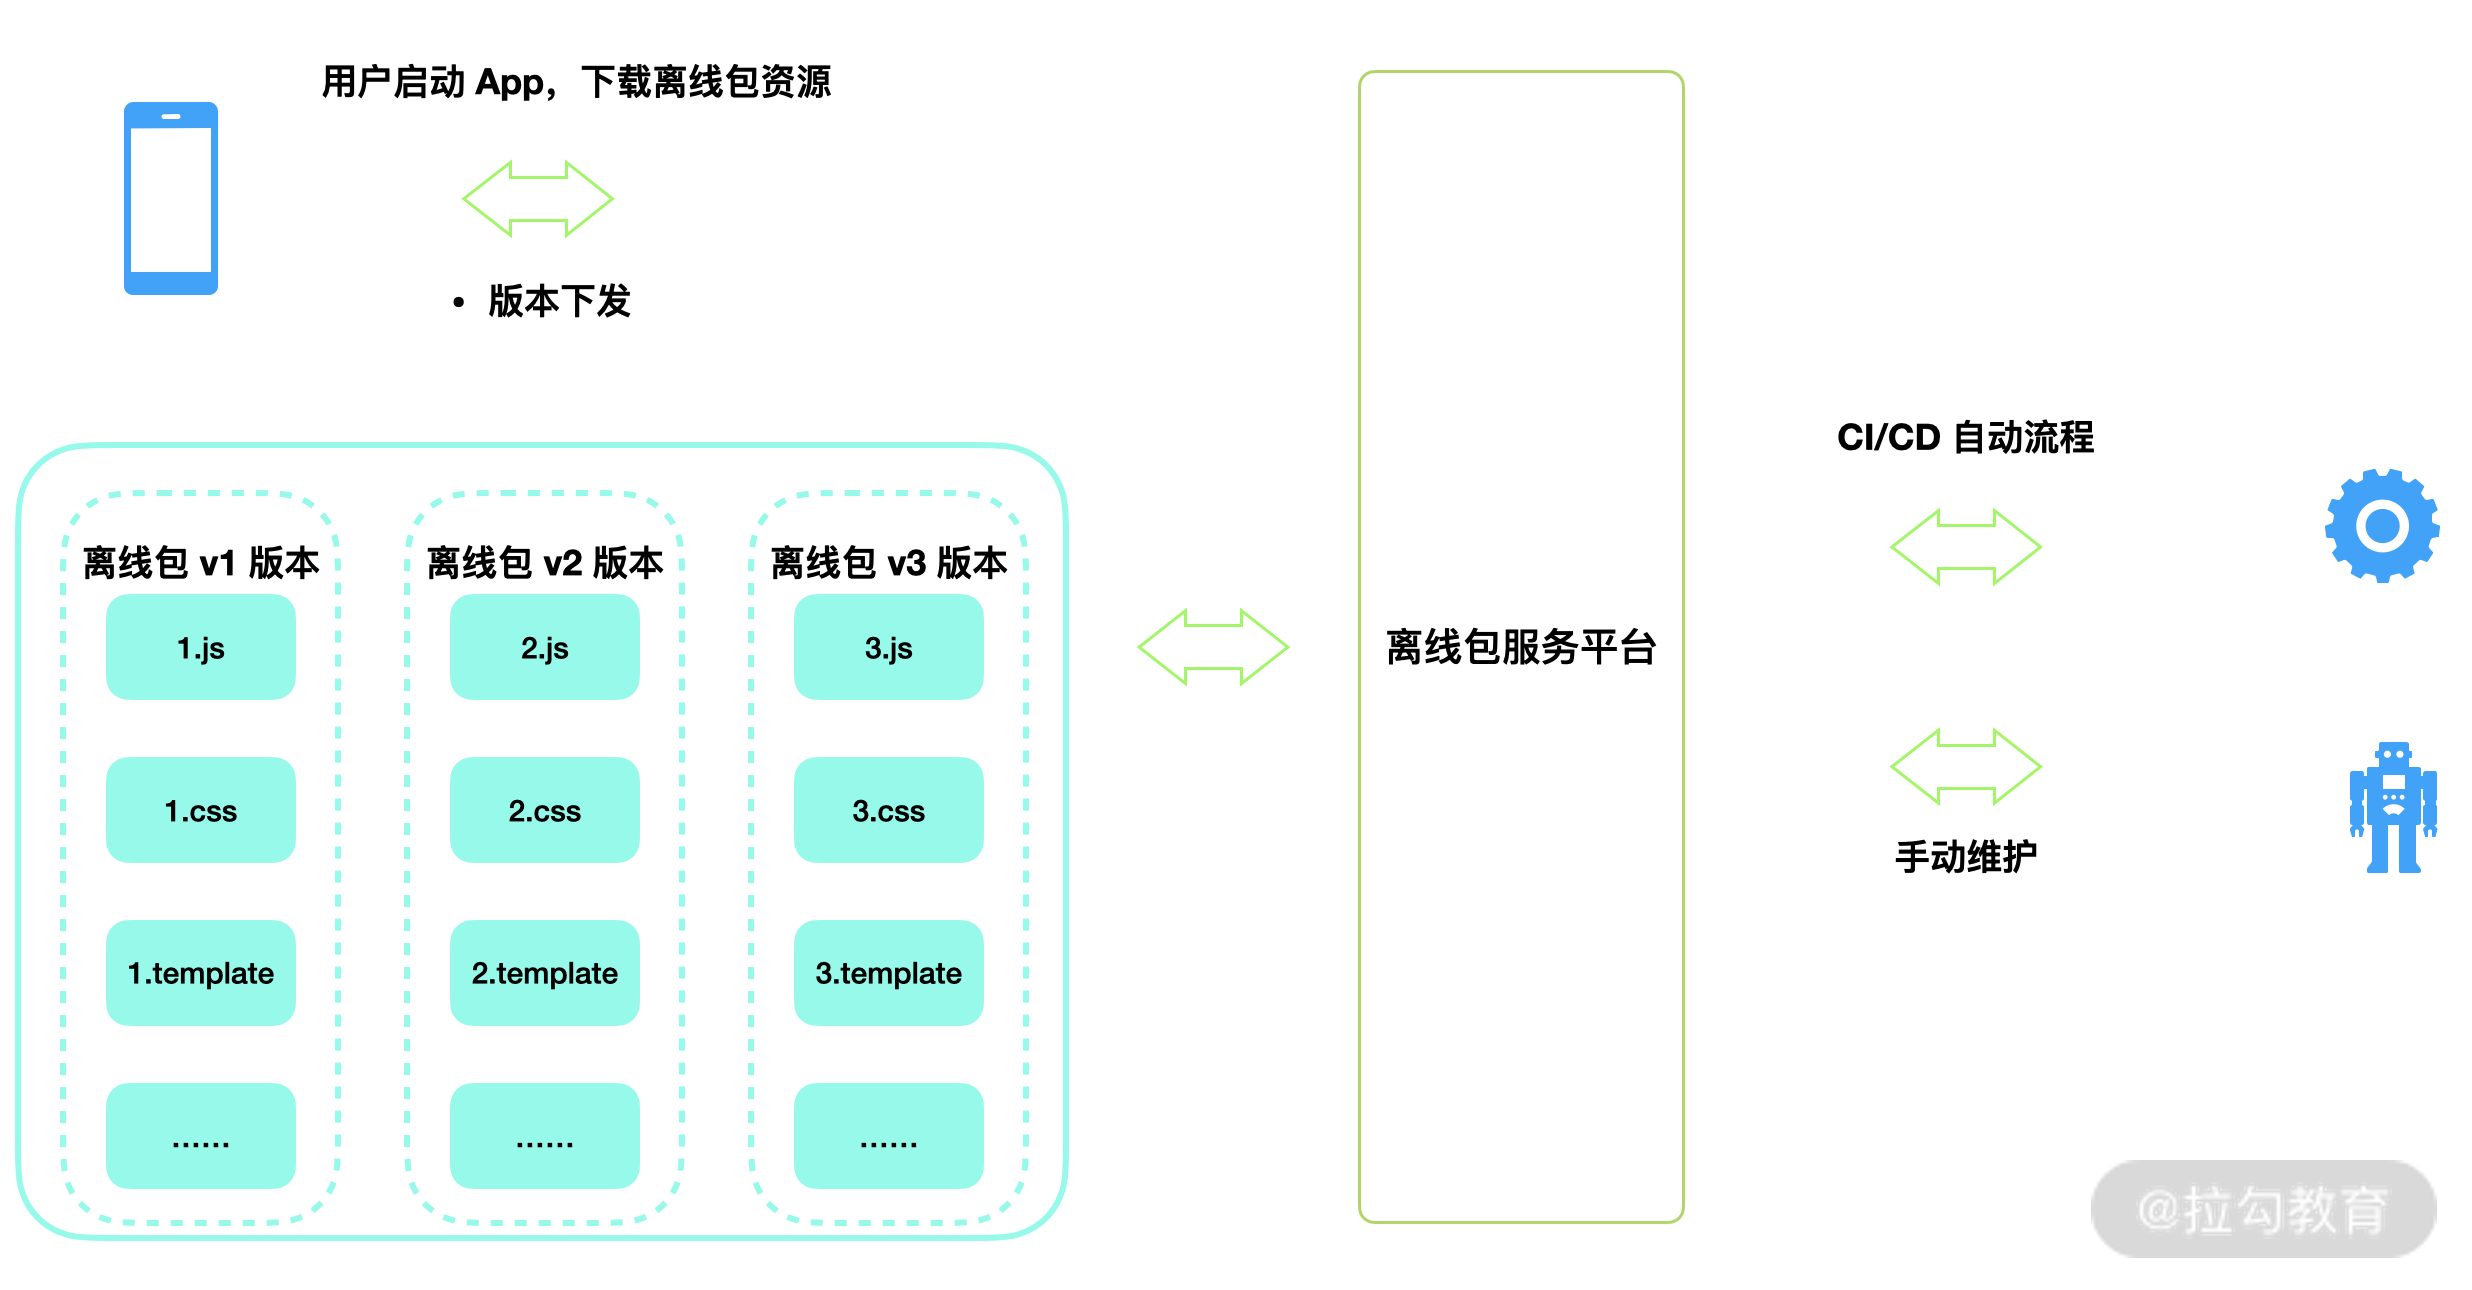 用户启动 App，下载离线包资源
• 版本下发
离线包 v1 版本
1.js
1.css
1.template
......
离线包 v2 版本
2.js
2.css
2.template
......
离线包 v3 版本
3.js
3.css
3.template
......
离线包服务平台
CI/CD 自动流程
手动维护
@拉勾教育